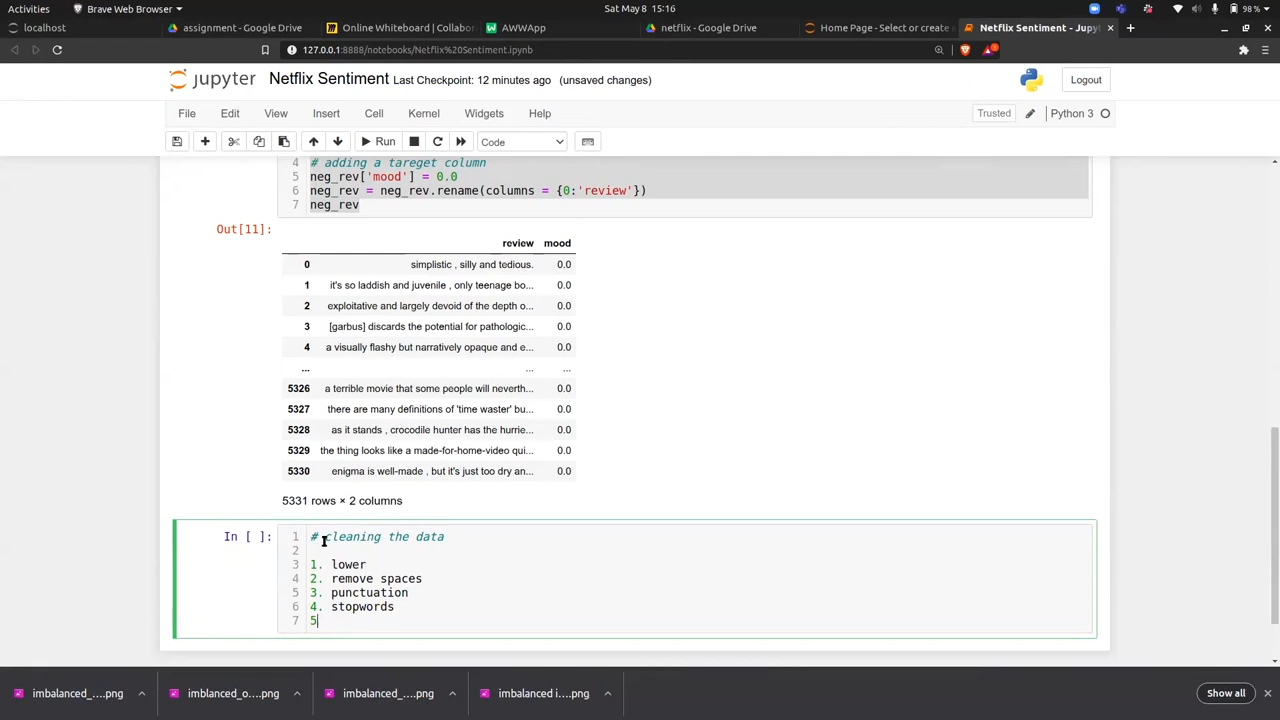 Activities
Brave Web Browser
Sat May 8 15:16
98%
localhost
assignment - Google Drive
Online Whiteboard | Collabor
AWWApp
netflix - Google Drive
Home Page - Select or create
Netflix Sentiment - Jupyt
127.0.0.1:8888/notebooks/Netflix%20Sentiment.ipynb
jupyter Netflix Sentiment Last Checkpoint: 12 minutes ago (unsaved changes)
Logout
File Edit View Insert Cell Kernel Widgets Help
Trusted
Python 3
Run
Code
4 # adding a tareget column
5 neg_rev['mood'] = 0.0
6 neg_rev = neg_rev.rename(columns = {0:'review'})
7 neg_rev
Out[11]:
review mood
0 simplistic , silly and tedious. 0.0
1 it's so laddish and juvenile , only teenage bo... 0.0
2 exploitative and largely devoid of the depth o... 0.0
3 [garbus] discards the potential for pathologic... 0.0
4 a visually flashy but narratively opaque and e... 0.0
... ... ...
5326 a terrible movie that some people will neverth... 0.0
5327 there are many definitions of 'time waster' bu... 0.0
5328 as it stands , crocodile hunter has the hurrie... 0.0
5329 the thing looks like a made-for-home-video qui... 0.0
5330 enigma is well-made , but it's just too dry an... 0.0
5331 rows × 2 columns
In [ ]:
1 # cleaning the data
2
3 1. lower
4 2. remove spaces
5 3. punctuation
6 4. stopwords
7 5
imbalanced_....png
imblanced_o....png
imbalanced_....png
imbalanced i....png
Show all